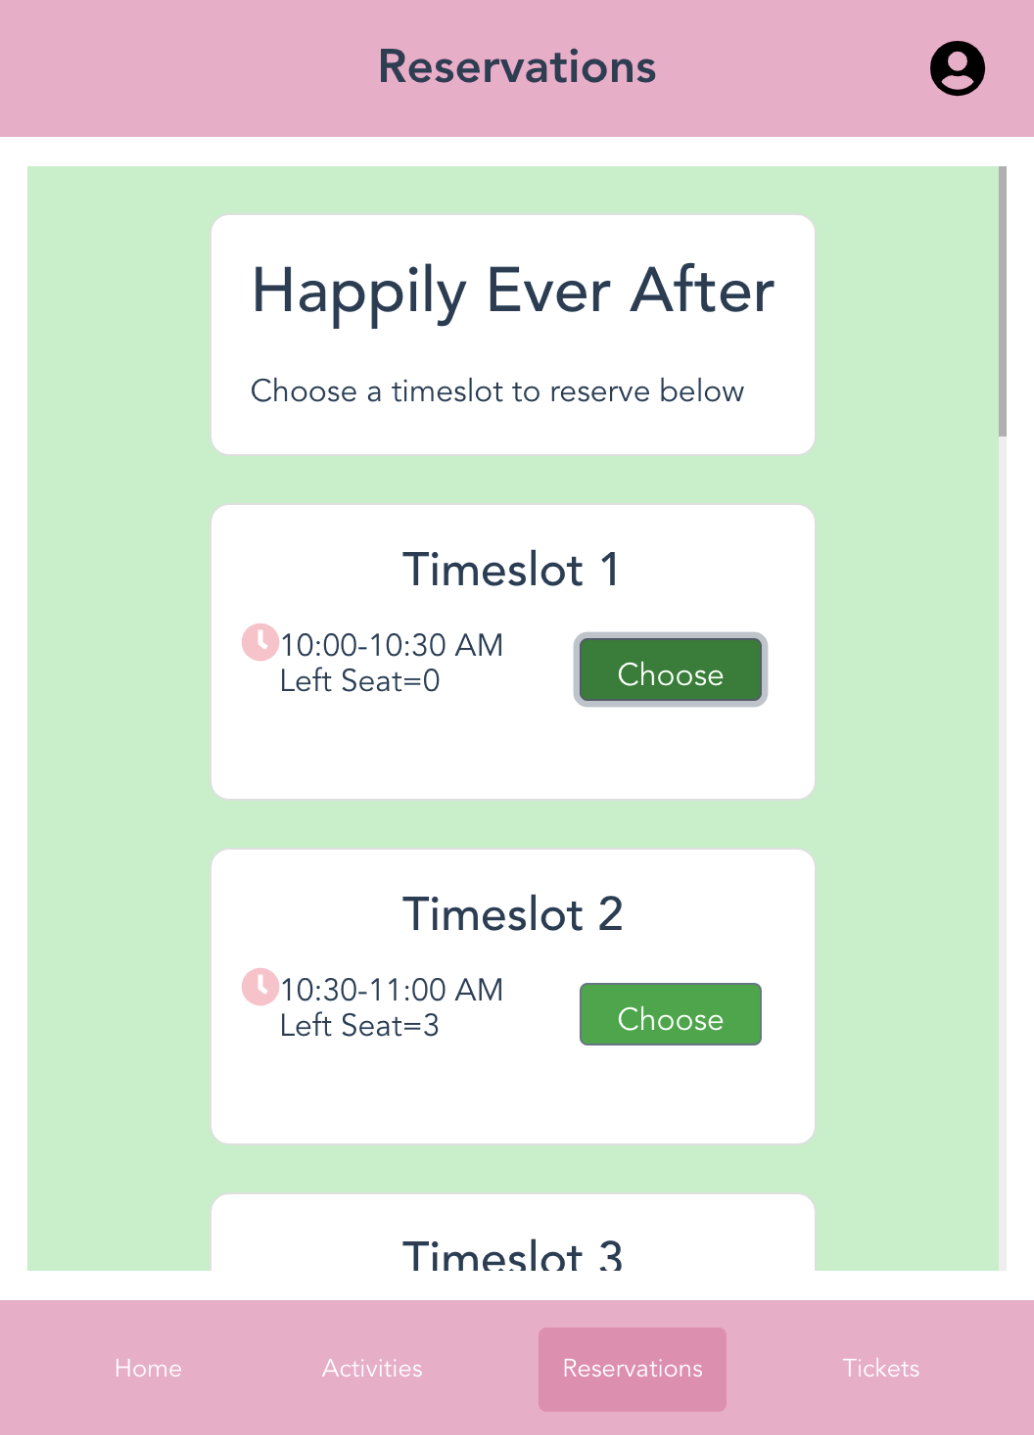 Reservations
Happily Ever After
Choose a timeslot to reserve below
Timeslot 1
10:00-10:30 AM
Left Seat=0
Choose
Timeslot 2
10:30-11:00 AM
Left Seat=3
Choose
Timeslot 3
Home
Activities
Reservations
Tickets